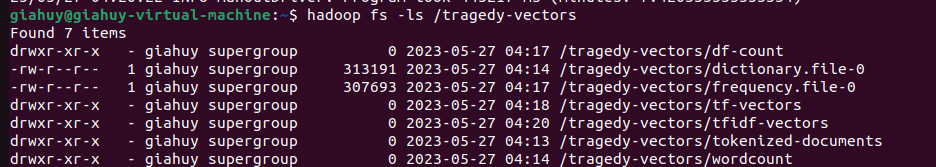 giahuy@giahuy-virtual-machine:~$ hadoop fs -ls /tragedy-vectors
Found 7 items
drwxr-xr-x   - giahuy supergroup          0 2023-05-27 04:17 /tragedy-vectors/df-count
-rw-r--r--   1 giahuy supergroup     313191 2023-05-27 04:14 /tragedy-vectors/dictionary.file-0
-rw-r--r--   1 giahuy supergroup     307693 2023-05-27 04:17 /tragedy-vectors/frequency.file-0
drwxr-xr-x   - giahuy supergroup          0 2023-05-27 04:18 /tragedy-vectors/tf-vectors
drwxr-xr-x   - giahuy supergroup          0 2023-05-27 04:20 /tragedy-vectors/tfidf-vectors
drwxr-xr-x   - giahuy supergroup          0 2023-05-27 04:13 /tragedy-vectors/tokenized-documents
drwxr-xr-x   - giahuy supergroup          0 2023-05-27 04:14 /tragedy-vectors/wordcount